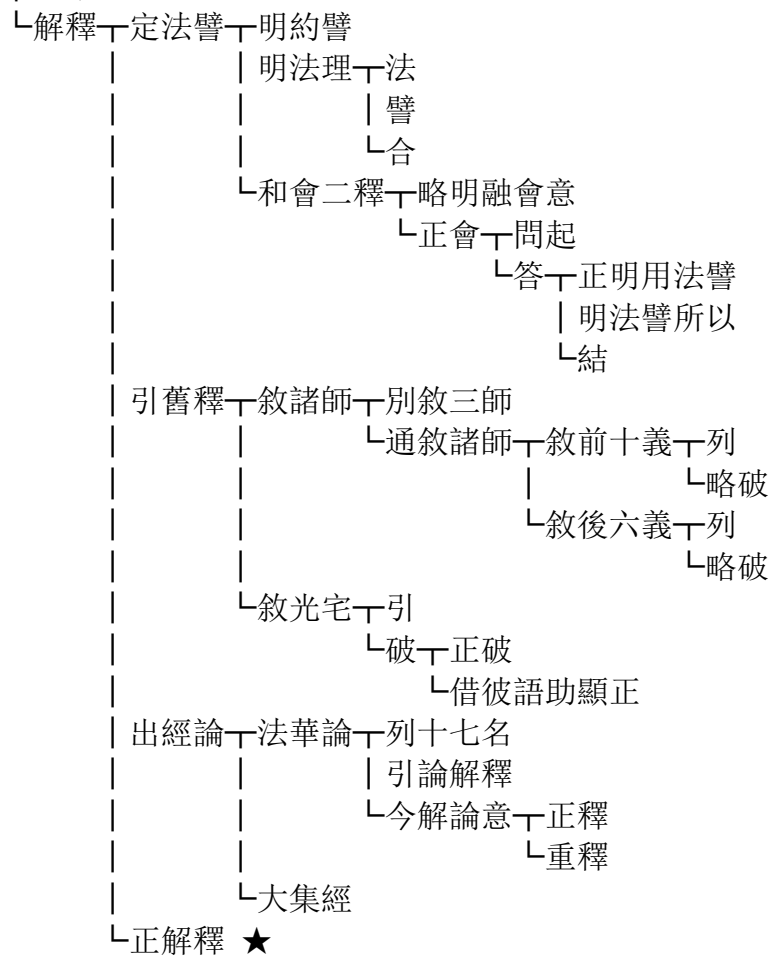 └解釋┬定法譬┬明約譬
│ │明法理┬法
│ │ │譬
│ │ └合
│ └和會二釋┬略明融會意
│ └正會┬問起
│ └答┬正明用法譬
│ │明法譬所以
│ └結
│引舊釋┬敘諸師┬別敘三師
│ │ └通敘諸師┬敘前十義┬列
│ │ │ └略破
│ │ └敘後六義┬列
│ │ └略破
│ └敘光宅┬引
│ └破┬正破
│ └借彼語助顯正
│出經論┬法華論┬列十七名
│ │ │引論解釋
│ │ └今解論意┬正釋
│ │ └重釋
│ └大集經
└正解釋 ★